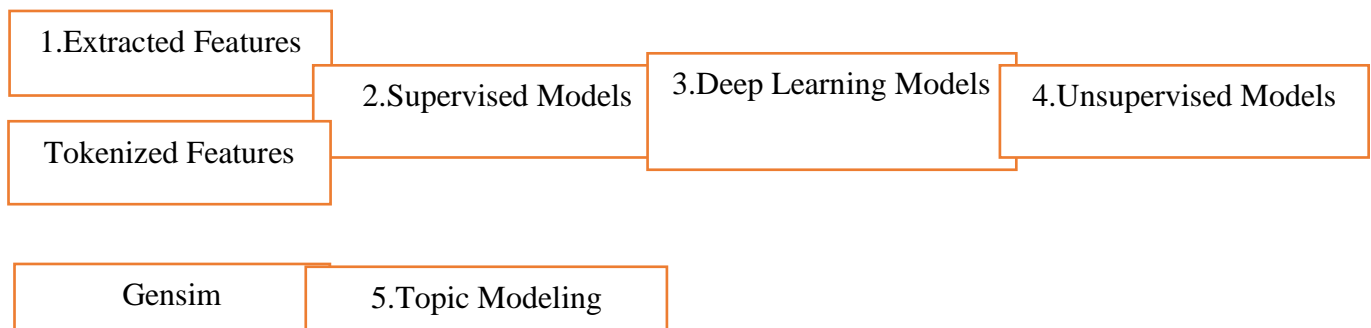 1.Extracted Features
2.Supervised Models
3.Deep Learning Models
4.Unsupervised Models
Tokenized Features
Gensim
5.Topic Modeling